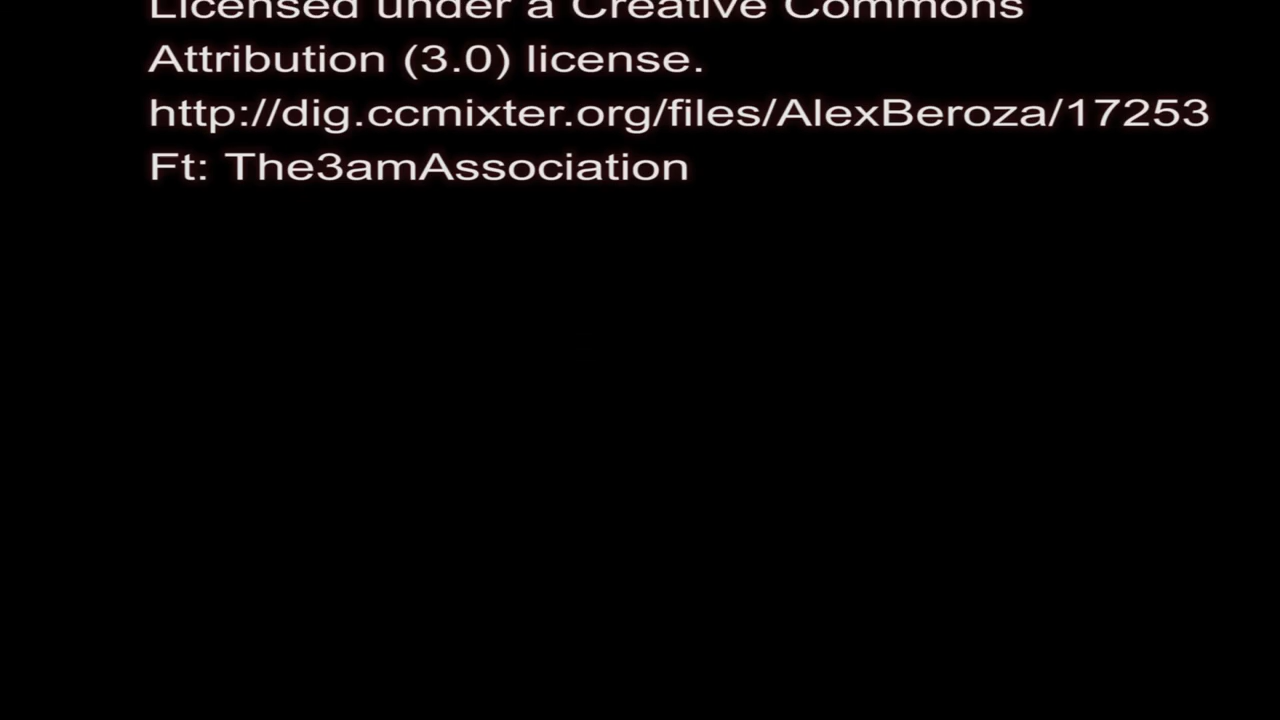 Licensed under a Creative Commons
Attribution (3.0) license.
http://dig.ccmixter.org/files/AlexBeroza/17253
Ft: The3amAssociation